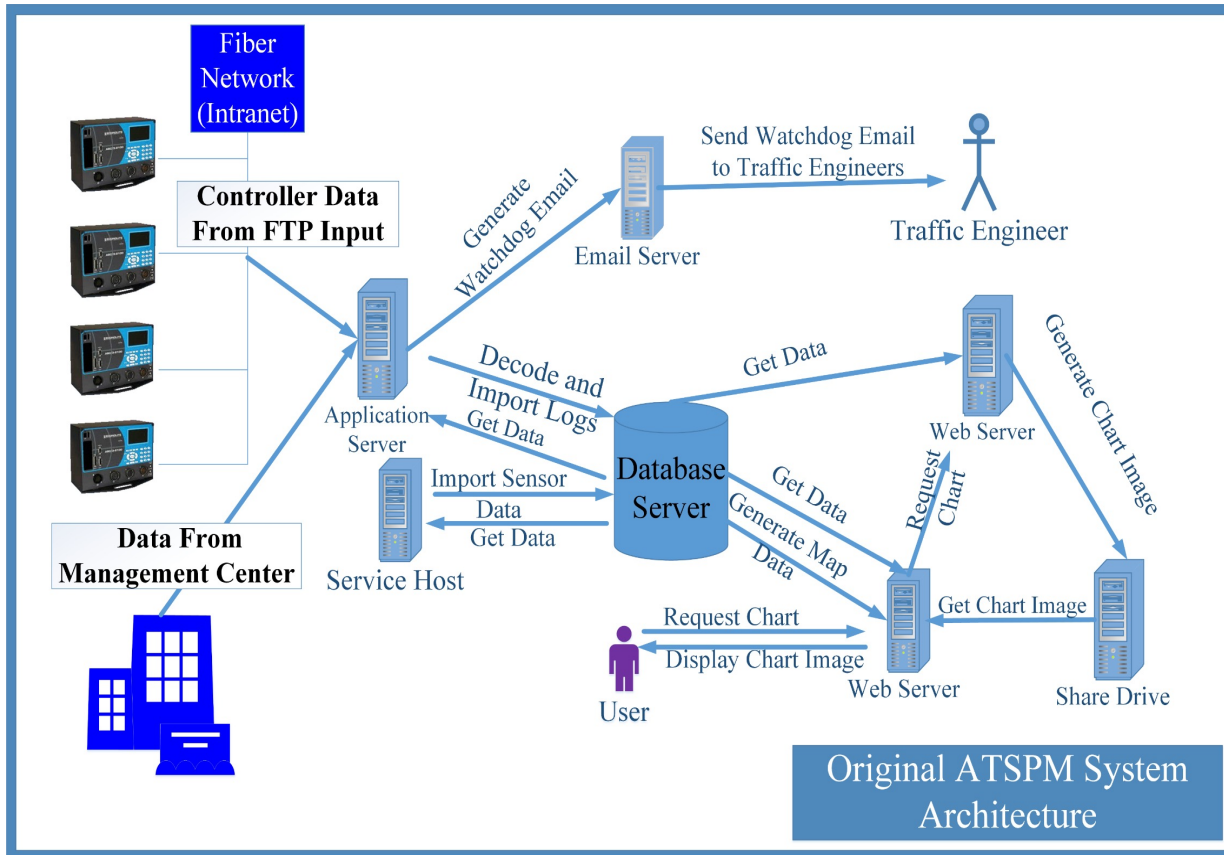 Fiber
Network
(Intranet)
Controller Data
From FTP Input
Generate
Watchdog Email
Send Watchdog Email
to Traffic Engineers
Email Server
Traffic Engineer
Application
Server
Decode and
Import Logs
Get Data
Import Sensor
Data
Get Data
Service Host
Database
Server
Get Data
Web Server
Generate Chart Image
Request
Chart
Get Data
Generate Map
Data
Data From
Management Center
Request Chart
Display Chart Image
User
Web Server
Get Chart Image
Share Drive
Original ATSPM System
Architecture